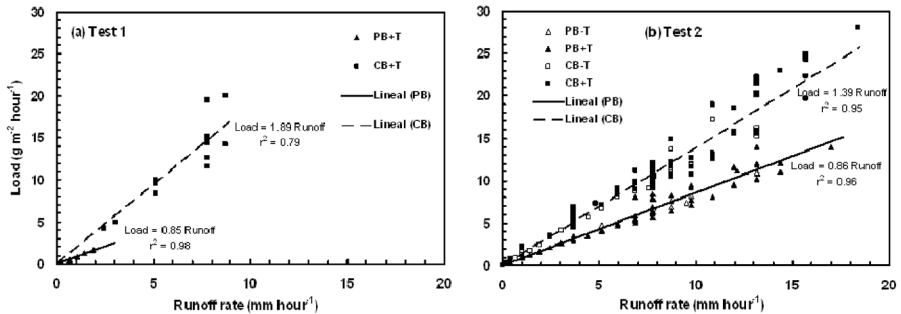 (a) Test 1
PB+T
CB+T
Lineal (PB)
Lineal (CB)
Load = 1.89 Runoff
r² = 0.79
Load = 0.85 Runoff
r² = 0.98
Load (g m⁻² hour⁻¹)
30
25
20
15
10
5
0
0 5 10 15 20
Runoff rate (mm hour⁻¹)
(b) Test 2
PB-T
PB+T
CB-T
CB+T
Lineal (PB)
Lineal (CB)
Load = 1.39 Runoff
r² = 0.95
Load = 0.86 Runoff
r² = 0.96
30
25
20
15
10
5
0
0 5 10 15 20
Runoff rate (mm hour⁻¹)